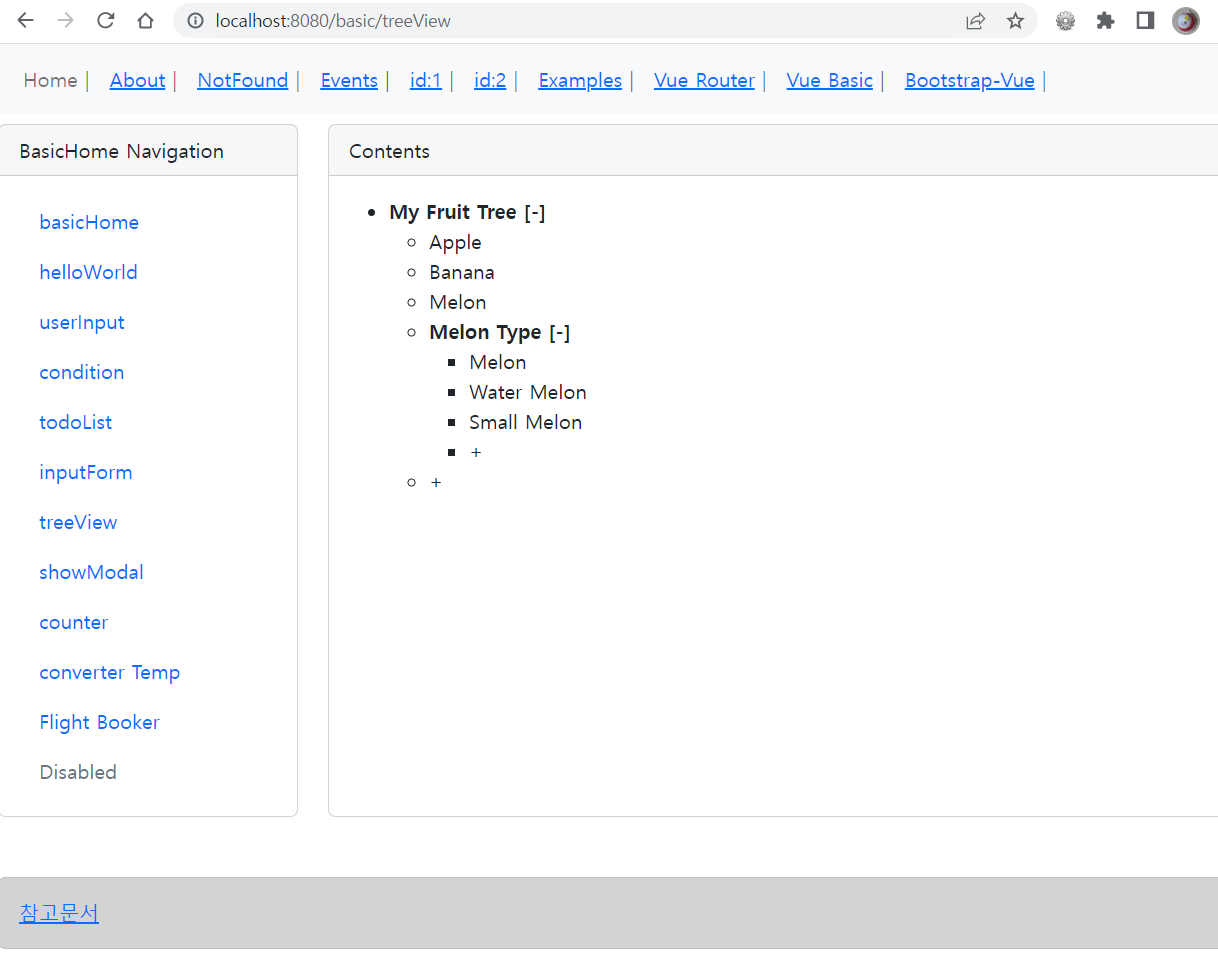 localhost:8080/basic/treeView
Home | About | NotFound | Events | id:1 | id:2 | Examples | Vue Router | Vue Basic | Bootstrap-Vue |
BasicHome Navigation
basicHome
helloWorld
userInput
condition
todoList
inputForm
treeView
showModal
counter
converter Temp
Flight Booker
Disabled
Contents
My Fruit Tree [-]
Apple
Banana
Melon
Melon Type [-]
Melon
Water Melon
Small Melon
+
+
참고문서